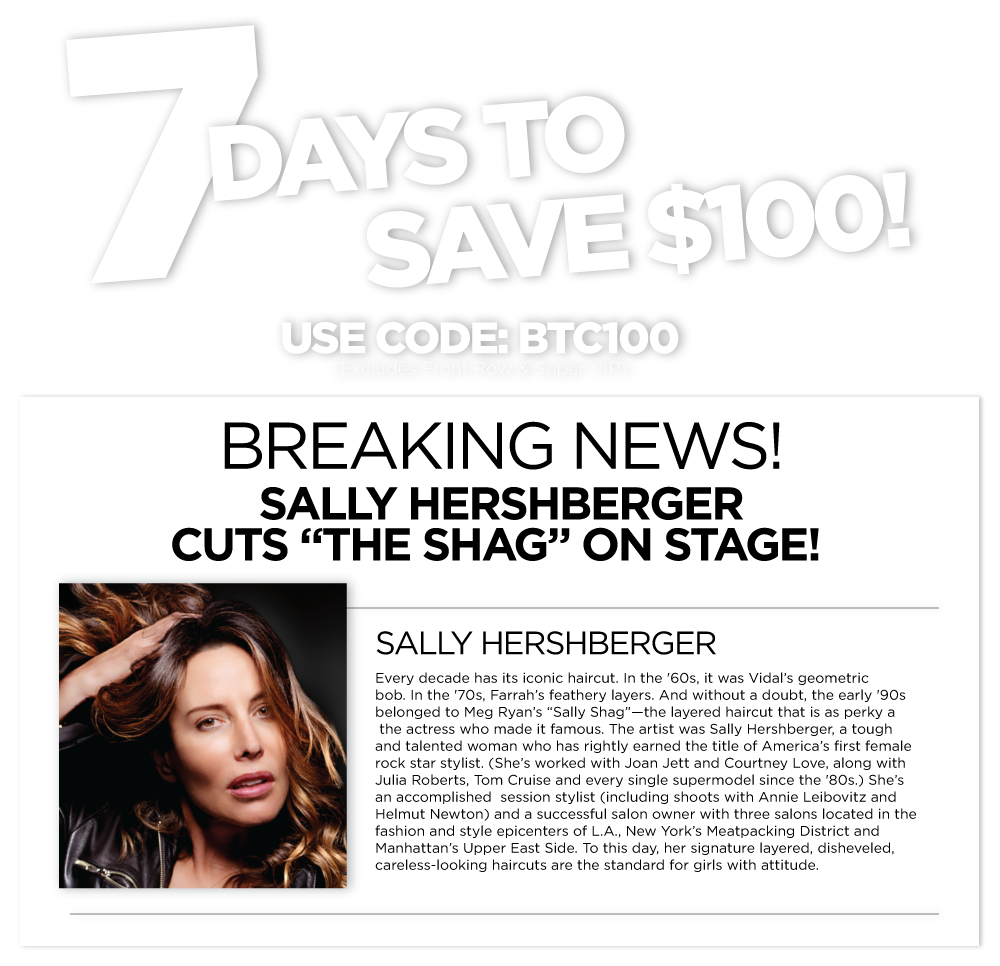 7 DAYS TO
SAVE $100!
USE CODE: BTC100
(Excludes Front Row & Super VIP)
BREAKING NEWS!
SALLY HERSHBERGER
CUTS “THE SHAG” ON STAGE!
SALLY HERSHBERGER
Every decade has its iconic haircut. In the '60s, it was Vidal’s geometric
bob. In the '70s, Farrah’s feathery layers. And without a doubt, the early '90s
belonged to Meg Ryan’s “Sally Shag”—the layered haircut that is as perky a
the actress who made it famous. The artist was Sally Hershberger, a tough
and talented woman who has rightly earned the title of America’s first female
rock star stylist. (She’s worked with Joan Jett and Courtney Love, along with
Julia Roberts, Tom Cruise and every single supermodel since the '80s.) She’s
an accomplished session stylist (including shoots with Annie Leibovitz and
Helmut Newton) and a successful salon owner with three salons located in the
fashion and style epicenters of L.A., New York’s Meatpacking District and
Manhattan’s Upper East Side. To this day, her signature layered, disheveled,
careless-looking haircuts are the standard for girls with attitude.